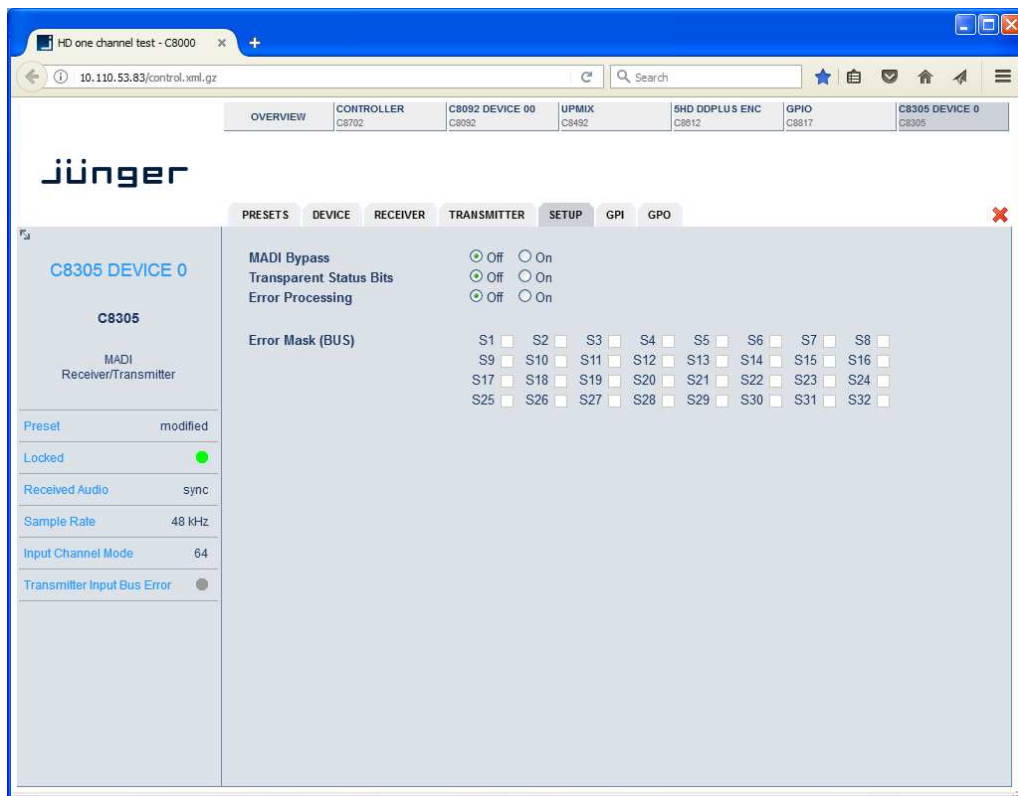 HD one channel test - C8000
10.110.53.83/control.xml.gz
Search
OVERVIEW
CONTROLLER
C8702
C8092 DEVICE 00
C8092
UPMIX
C8492
5HD DDPLUS ENC
C8612
GPIO
C8817
C8305 DEVICE 0
C8305
jünger
PRESETS DEVICE RECEIVER TRANSMITTER SETUP GPI GPO
C8305 DEVICE 0
C8305
MADI
Receiver/Transmitter
Preset modified
Locked
Received Audio sync
Sample Rate 48 kHz
Input Channel Mode 64
Transmitter Input Bus Error
MADI Bypass Off On
Transparent Status Bits Off On
Error Processing Off On
Error Mask (BUS) S1 S2 S3 S4 S5 S6 S7 S8
S9 S10 S11 S12 S13 S14 S15 S16
S17 S18 S19 S20 S21 S22 S23 S24
S25 S26 S27 S28 S29 S30 S31 S32